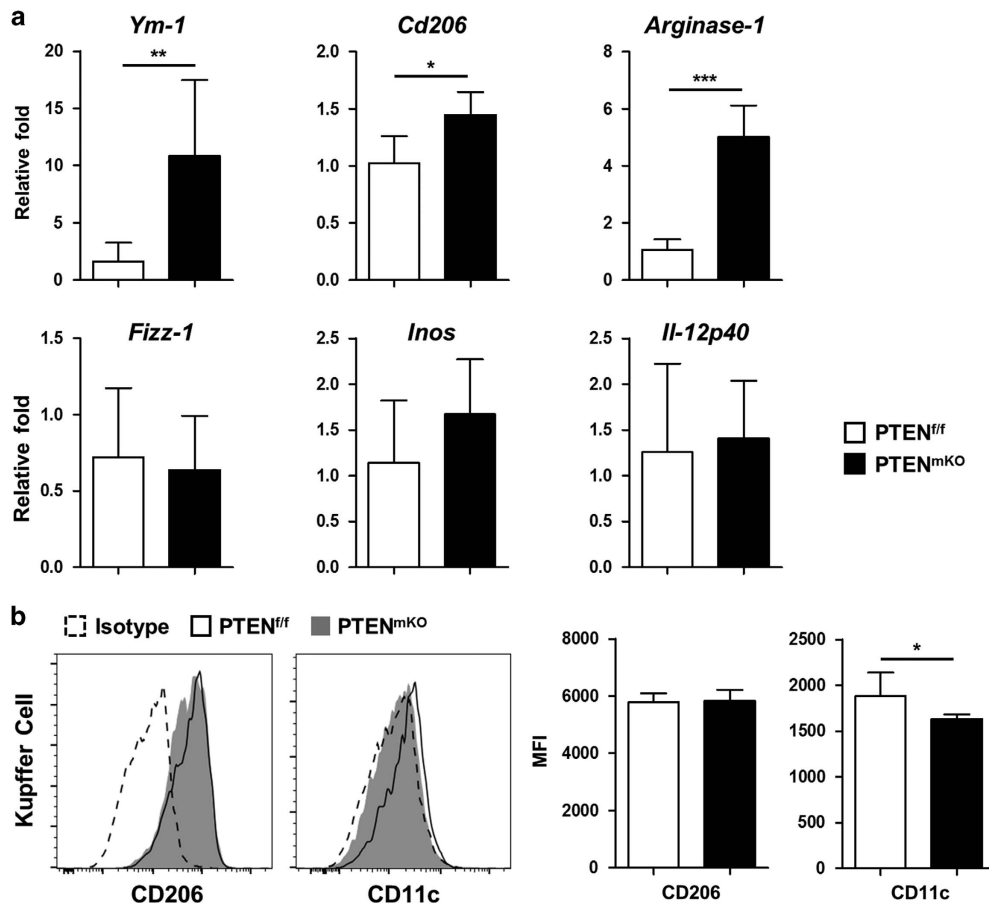 a
Ym-1
Cd206
Arginase-1
Relative fold
20
15
10
5
0
**
2.0
1.5
1.0
0.5
0.0
*
8
6
4
2
0
***
Fizz-1
Inos
Il-12p40
Relative fold
1.5
1.0
0.5
0.0
2.5
2.0
1.5
1.0
0.5
0.0
2.5
2.0
1.5
1.0
0.5
0.0
PTENf/f
PTENmKO
b
Isotype PTENf/f PTENmKO
Kupffer Cell
CD206
CD11c
MFI
8000
6000
4000
2000
0
CD206
2500
2000
1500
1000
500
0
*
CD11c